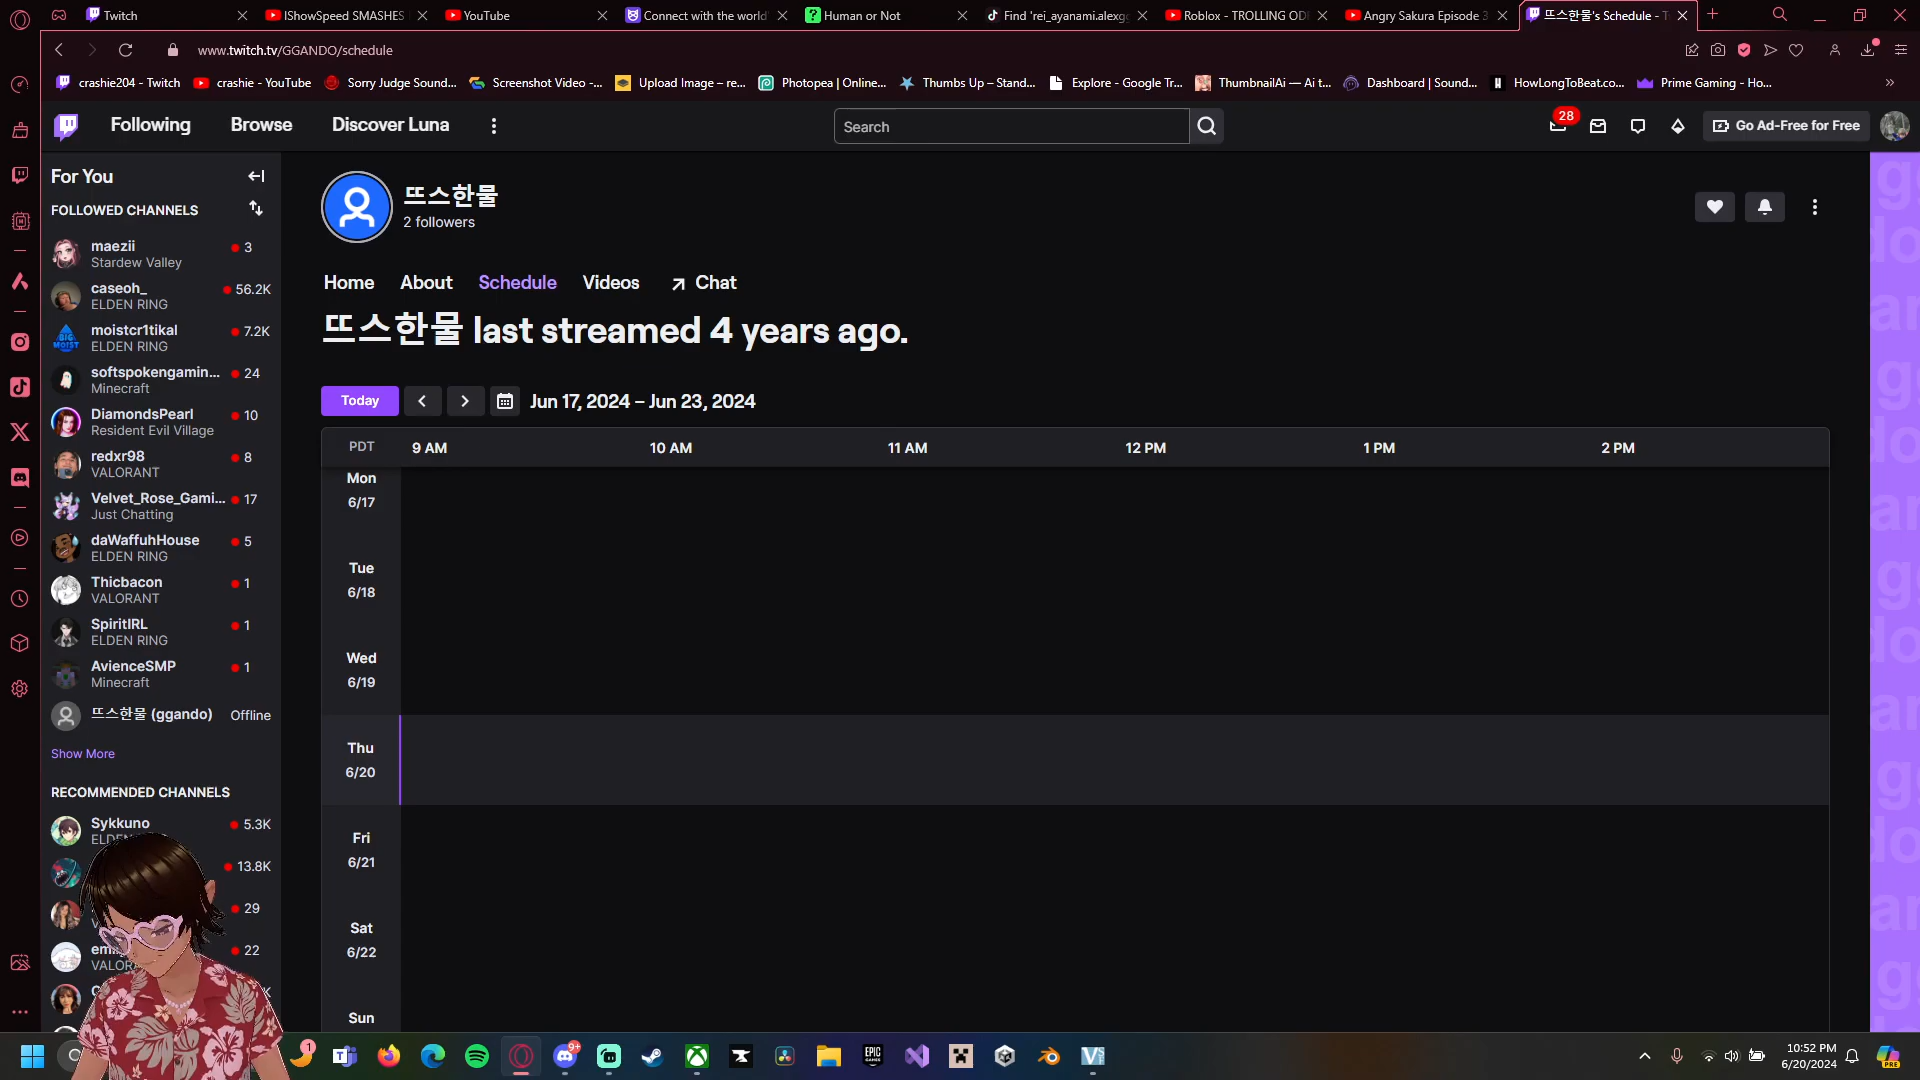 Twitch
IShowSpeed SMASHES
YouTube
Connect with the world'
Human or Not
Find 'rei_ayanami.alexg
Roblox - TROLLING OD
Angry Sakura Episode 3
뜨스한물's Schedule - T
www.twitch.tv/GGANDO/schedule
crashie204 - Twitch
crashie - YouTube
Sorry Judge Sound...
Screenshot Video -...
Upload Image – re...
Photopea | Online...
Thumbs Up – Stand...
Explore - Google Tr...
ThumbnailAi — Ai t...
Dashboard | Sound...
HowLongToBeat.co...
Prime Gaming - Ho...
Following
Browse
Discover Luna
Search
28
Go Ad-Free for Free
For You
FOLLOWED CHANNELS
maezii 3
Stardew Valley
caseoh_ 56.2K
ELDEN RING
moistcr1tikal 7.2K
ELDEN RING
softspokengamin... 24
Minecraft
DiamondsPearl 10
Resident Evil Village
redxr98 8
VALORANT
Velvet_Rose_Gami... 17
Just Chatting
daWaffuhHouse 5
ELDEN RING
Thicbacon 1
VALORANT
SpiritIRL 1
ELDEN RING
AvienceSMP 1
Minecraft
뜨스한물 (ggando) Offline
Show More
RECOMMENDED CHANNELS
Sykkuno 5.3K
13.8K
29
22
뜨스한물
2 followers
Home
About
Schedule
Videos
Chat
뜨스한물 last streamed 4 years ago.
Today
Jun 17, 2024 – Jun 23, 2024
PDT 9 AM 10 AM 11 AM 12 PM 1 PM 2 PM
Mon
6/17
Tue
6/18
Wed
6/19
Thu
6/20
Fri
6/21
Sat
6/22
Sun
1
9+
10:52 PM
6/20/2024